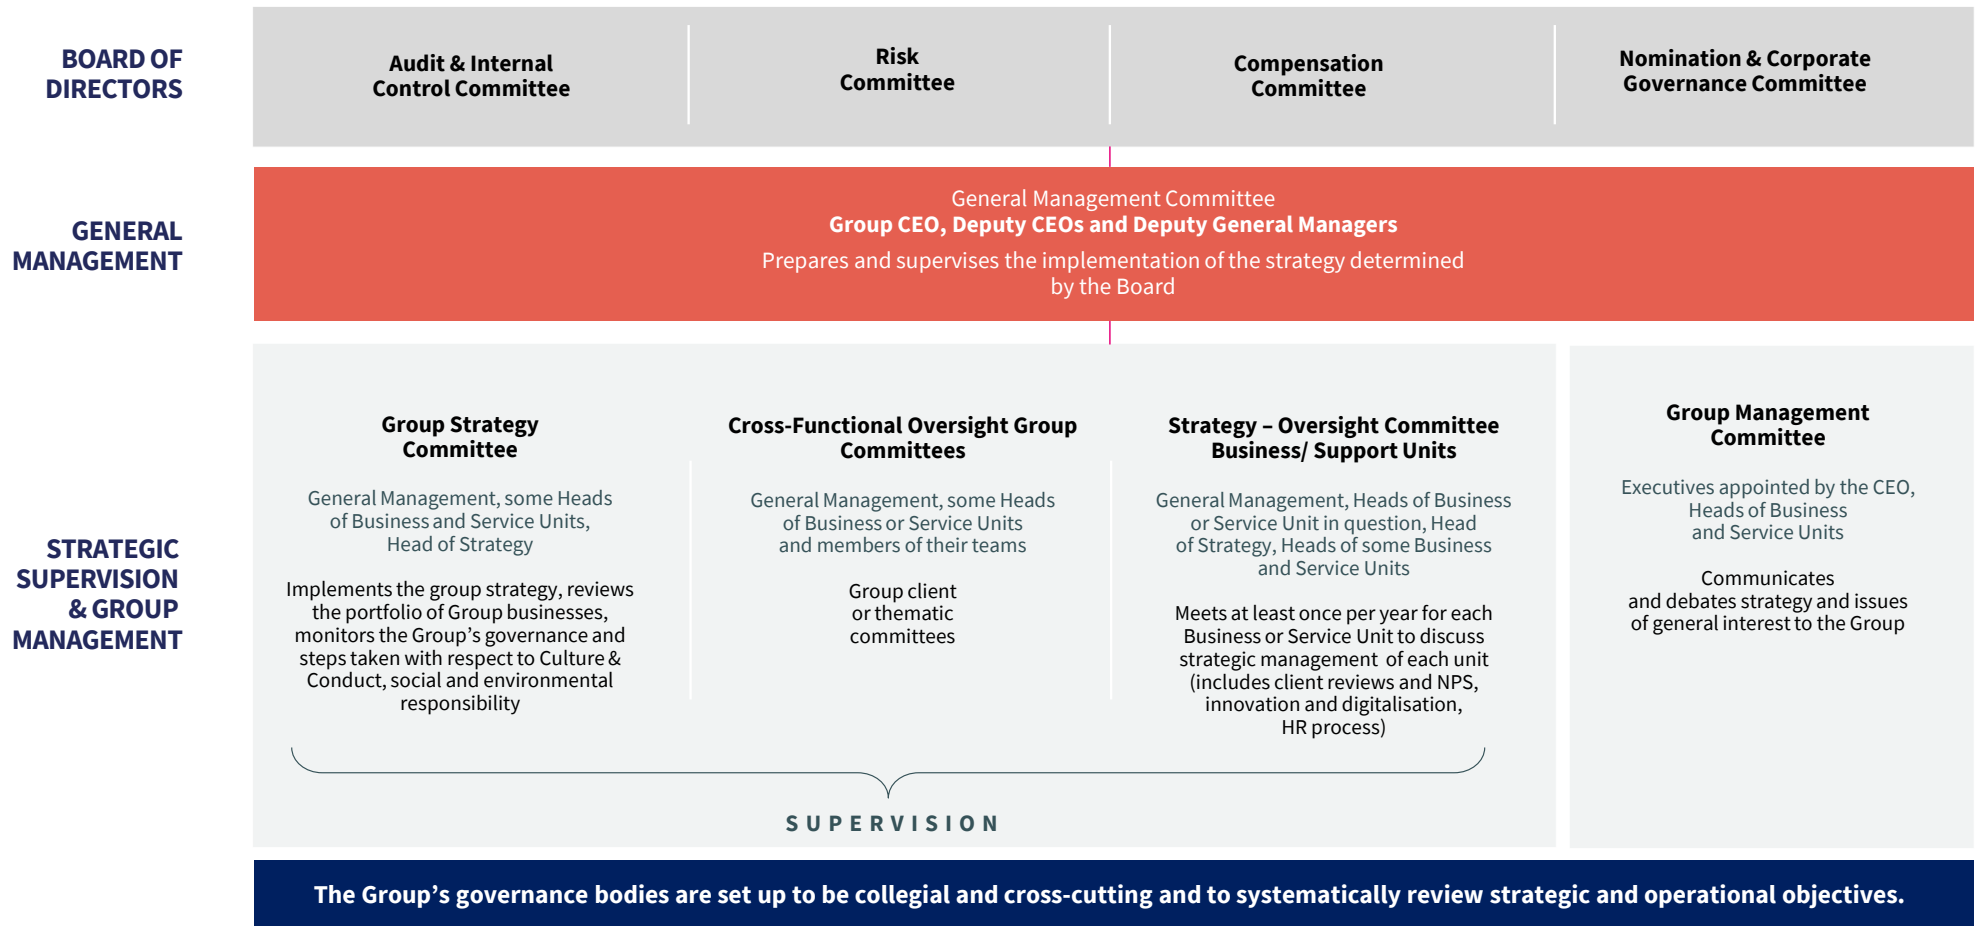 BOARD OF
DIRECTORS
Audit & Internal
Control Committee
Risk
Committee
Compensation
Committee
Nomination & Corporate
Governance Committee
GENERAL
MANAGEMENT
General Management Committee
Group CEO, Deputy CEOs and Deputy General Managers
Prepares and supervises the implementation of the strategy determined
by the Board
STRATEGIC
SUPERVISION
& GROUP
MANAGEMENT
Group Strategy
Committee
General Management, some Heads
of Business and Service Units,
Head of Strategy
Implements the group strategy, reviews
the portfolio of Group businesses,
monitors the Group’s governance and
steps taken with respect to Culture &
Conduct, social and environmental
responsibility
Cross-Functional Oversight Group
Committees
General Management, some Heads
of Business or Service Units
and members of their teams
Group client
or thematic
committees
Strategy – Oversight Committee
Business/ Support Units
General Management, Heads of Business
or Service Unit in question, Head
of Strategy, Heads of some Business
and Service Units
Meets at least once per year for each
Business or Service Unit to discuss
strategic management of each unit
(includes client reviews and NPS,
innovation and digitalisation,
HR process)
SUPERVISION
Group Management
Committee
Executives appointed by the CEO,
Heads of Business
and Service Units
Communicates
and debates strategy and issues
of general interest to the Group
The Group’s governance bodies are set up to be collegial and cross-cutting and to systematically review strategic and operational objectives.